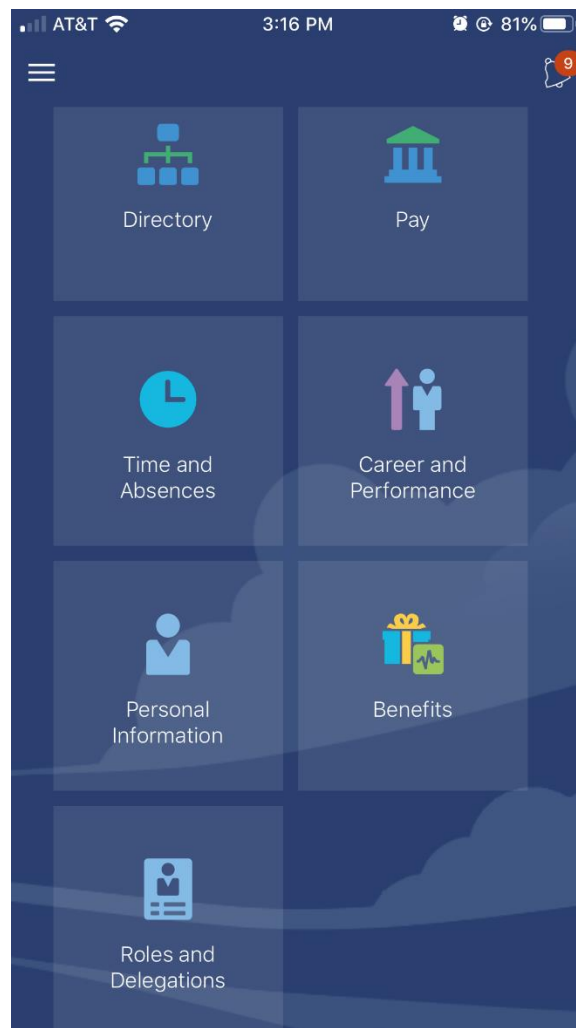 AT&T 3:16 PM 81%
9
Directory Pay
Time and Career and
Absences Performance
Personal Benefits
Information
Roles and
Delegations